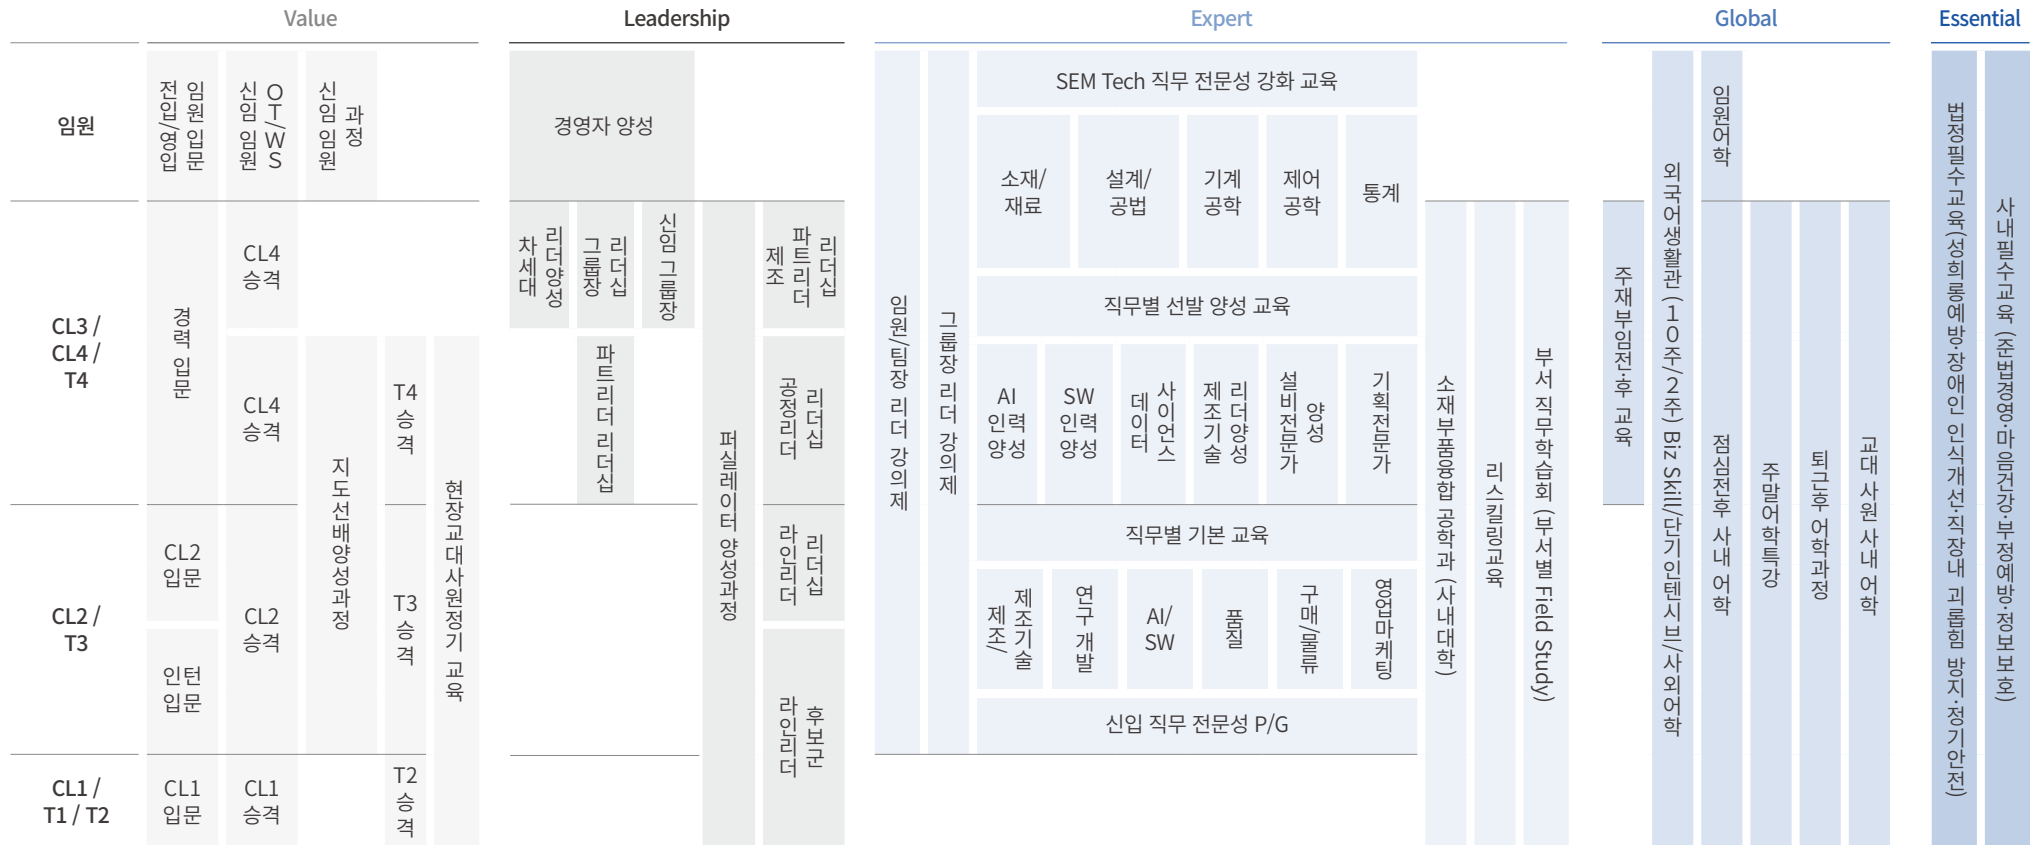 Value
Leadership
Expert
Global
Essential
임원
CL3 /
CL4 /
T4
CL2 /
T3
CL1 /
T1 / T2
전입/영입
임원 입문
신임 임원
OT/WS
신임 임원
과정
경력 입문
CL4
승격
CL4
승격
T4
승
격
지도선배양성과정
현장교대사원정기 교육
CL2
입문
CL2
승격
T3
승
격
인턴
입문
CL1
입문
CL1
승격
T2
승
격
경영자 양성
차세대
리더양성
그룹장
리더십
신임 그룹장
제조
파트리더
리더십
파트리더 리더십
퍼실레이터 양성과정
공정리더
리더십
라인리더
리더십
라인리더
후보군
임원/팀장 리더 강의제
그룹장 리더 강의제
SEM Tech 직무 전문성 강화 교육
소재/
재료
설계/
공법
기계
공학
제어
공학
통계
직무별 선발 양성 교육
AI
인력
양성
SW
인력
양성
데이터
사이언스
제조기술
리더양성
설비전문가
양성
기획전문가
직무별 기본 교육
제조/
제조기술
연구 개발
AI/
SW
품질
구매/물류
영업마케팅
신입 직무 전문성 P/G
소재부품융합 공학과 (사내대학)
리스킬링교육
부서 직무학습회 (부서별 Field Study)
주재부임전·후 교육
외국어생활관 (10주/2주) Biz Skill/단기인텐시브/사외어학
임원어학
점심전후 사내 어학
주말어학특강
퇴근후 어학과정
교대 사원 사내 어학
법정필수교육(성희롱예방·장애인 인식개선·직장내 괴롭힘 방지·정기안전)
사내필수교육 (준법경영·마음건강·부정예방·정보보호)